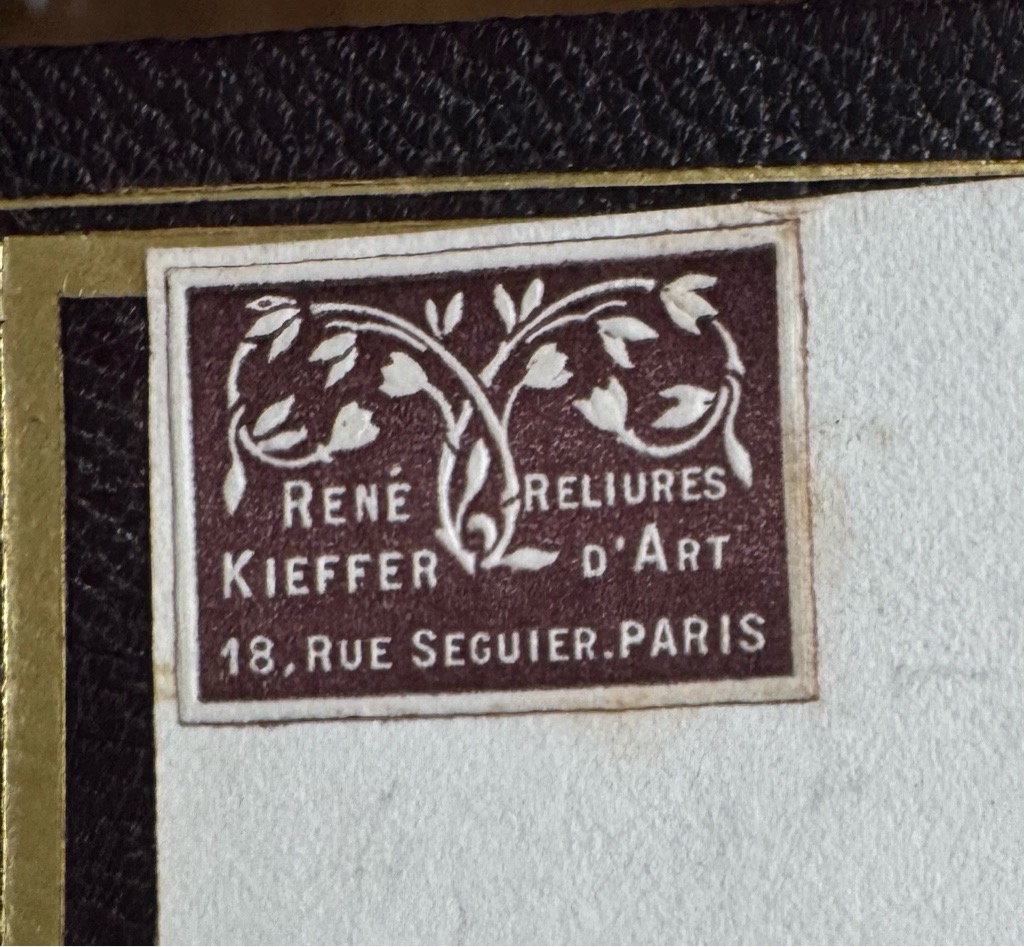 RENÉ RELIURES
KIEFFER D'ART
18, RUE SEGUIER. PARIS